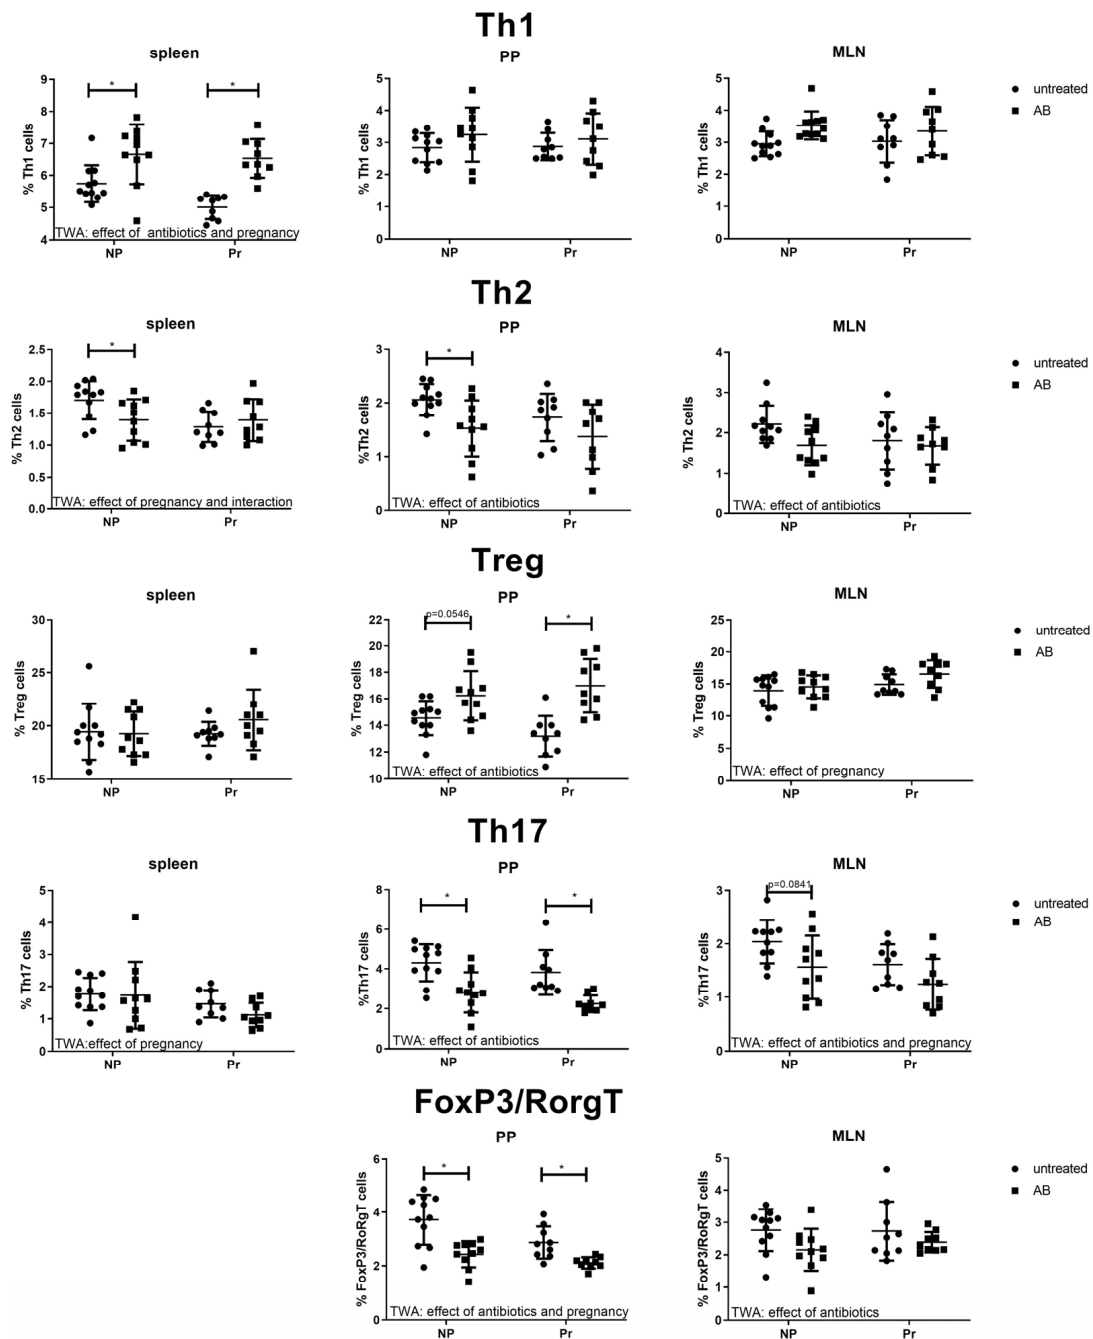 Th1
spleen
PP
MLN
% Th1 cells
9
8
7
6
5
4
*
*
TWA: effect of antibiotics and pregnancy
NP
Pr
% Th1 cells
5
4
3
2
1
0
NP
Pr
% Th1 cells
5
4
3
2
1
0
NP
Pr
untreated
AB
Th2
spleen
PP
MLN
% Th2 cells
2.5
2.0
1.5
1.0
0.5
0.0
*
TWA: effect of pregnancy and interaction
NP
Pr
%Th2 cells
3
2
1
0
*
TWA: effect of antibiotics
NP
Pr
% Th2 cells
4
3
2
1
0
TWA: effect of antibiotics
NP
Pr
untreated
AB
Treg
spleen
PP
MLN
% Treg cells
30
25
20
15
NP
Pr
% Treg cells
22
20
18
16
14
12
10
p=0.0546
*
TWA: effect of antibiotics
NP
Pr
% Treg cells
25
20
15
10
5
0
TWA: effect of pregnancy
NP
Pr
untreated
AB
Th17
spleen
PP
MLN
% Th17 cells
5
4
3
2
1
0
TWA:effect of pregnancy
NP
Pr
%Th17 cells
8
6
4
2
0
*
*
TWA: effect of antibiotics
NP
Pr
%Th17 cells
3
2
1
0
p=0.0841
TWA: effect of antibiotics and pregnancy
NP
Pr
untreated
AB
FoxP3/RorgT
PP
MLN
% FoxP3/RoRgT cells
6
4
2
0
*
*
TWA: effect of antibiotics and pregnancy
NP
Pr
% FoxP3/RoRgT cells
5
4
3
2
1
0
TWA: effect of antibiotics
NP
Pr
untreated
AB